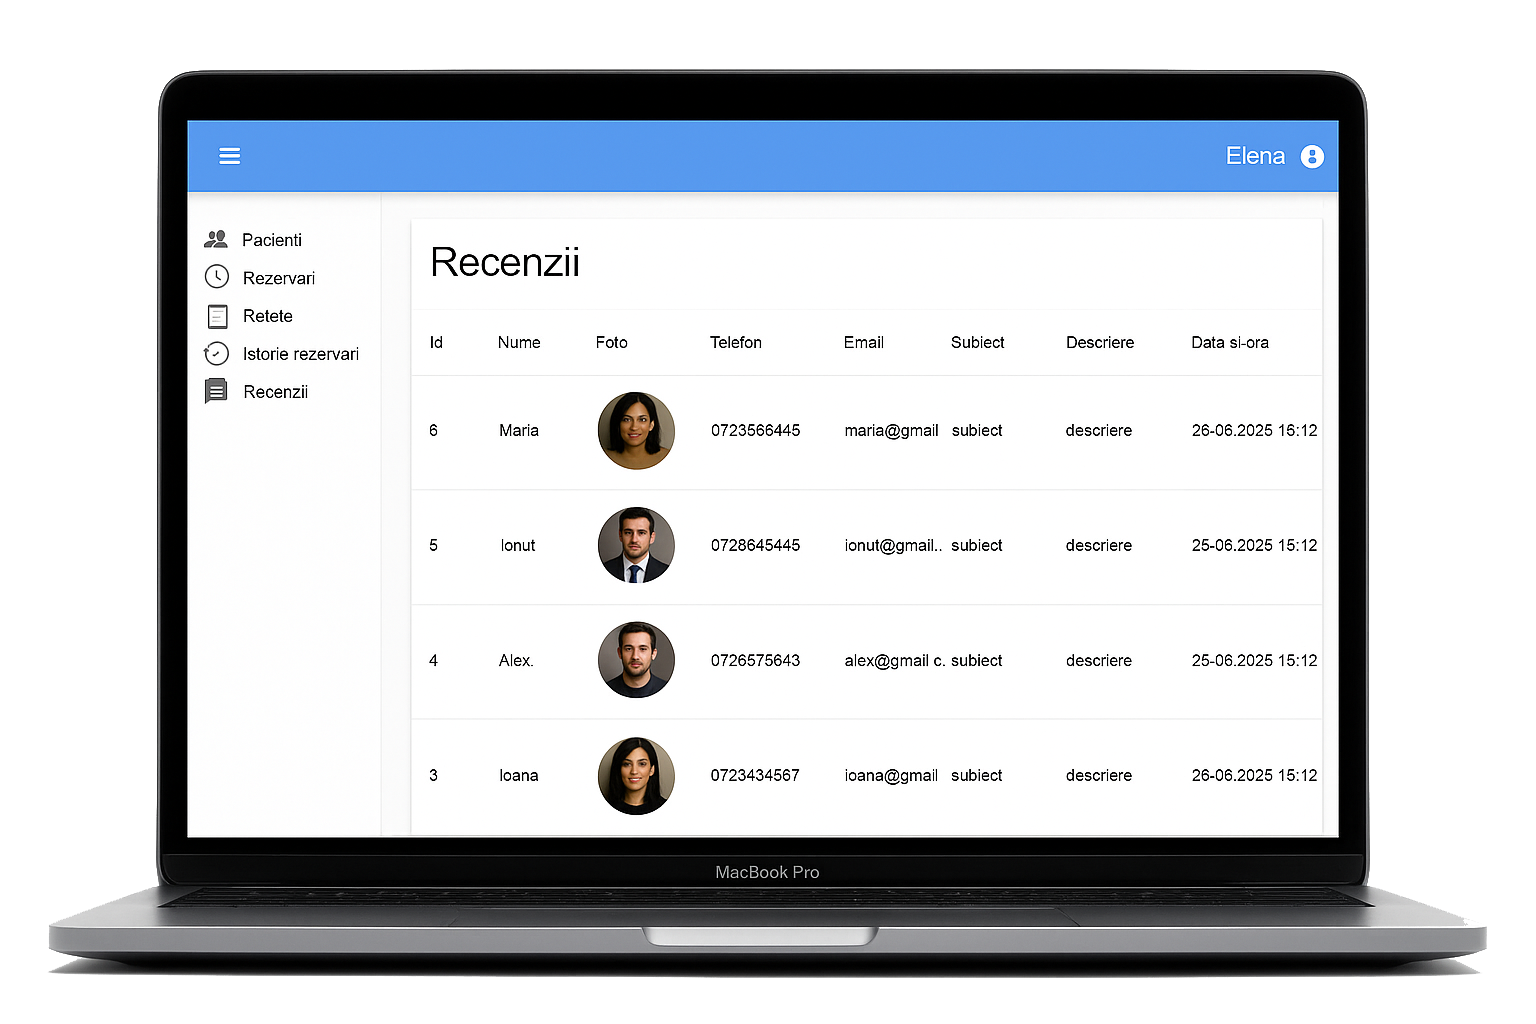 Elena
Pacienti
Rezervari
Retete
Istorie rezervari
Recenzii
Recenzii
Id Nume Foto Telefon Email Subiect Descriere Data si-ora
6 Maria 0723566445 maria@gmail subiect descriere 26-06.2025 15:12
5 Ionut 0728645445 ionut@gmail.. subiect descriere 25-06.2025 15:12
4 Alex. 0726575643 alex@gmail c. subiect descriere 25-06.2025 15:12
3 Ioana 0723434567 ioana@gmail subiect descriere 26-06.2025 15:12
MacBook Pro